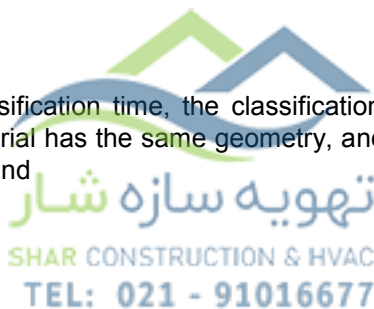 sification time, the classification
rial has the same geometry, and
nd
تهویه سازه شار
SHAR CONSTRUCTION & HVAC
TEL: 021 - 91016677